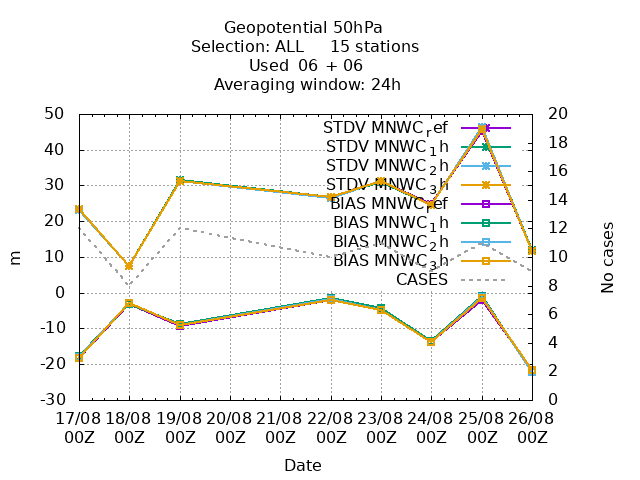 Geopotential 50hPa
Selection: ALL 15 stations
Used 06 + 06
Averaging window: 24h
50
40
30
20
10
0
-10
-20
-30
20
18
16
14
12
10
8
6
4
2
0
STDV MNWC_ref
STDV MNWC_1h
STDV MNWC_2h
STDV MNWC_3h
BIAS MNWC_ref
BIAS MNWC_1h
BIAS MNWC_2h
BIAS MNWC_3h
CASES
m
No cases
17/08 18/08 19/08 20/08 21/08 22/08 23/08 24/08 25/08 26/08
00Z 00Z 00Z 00Z 00Z 00Z 00Z 00Z 00Z 00Z
Date